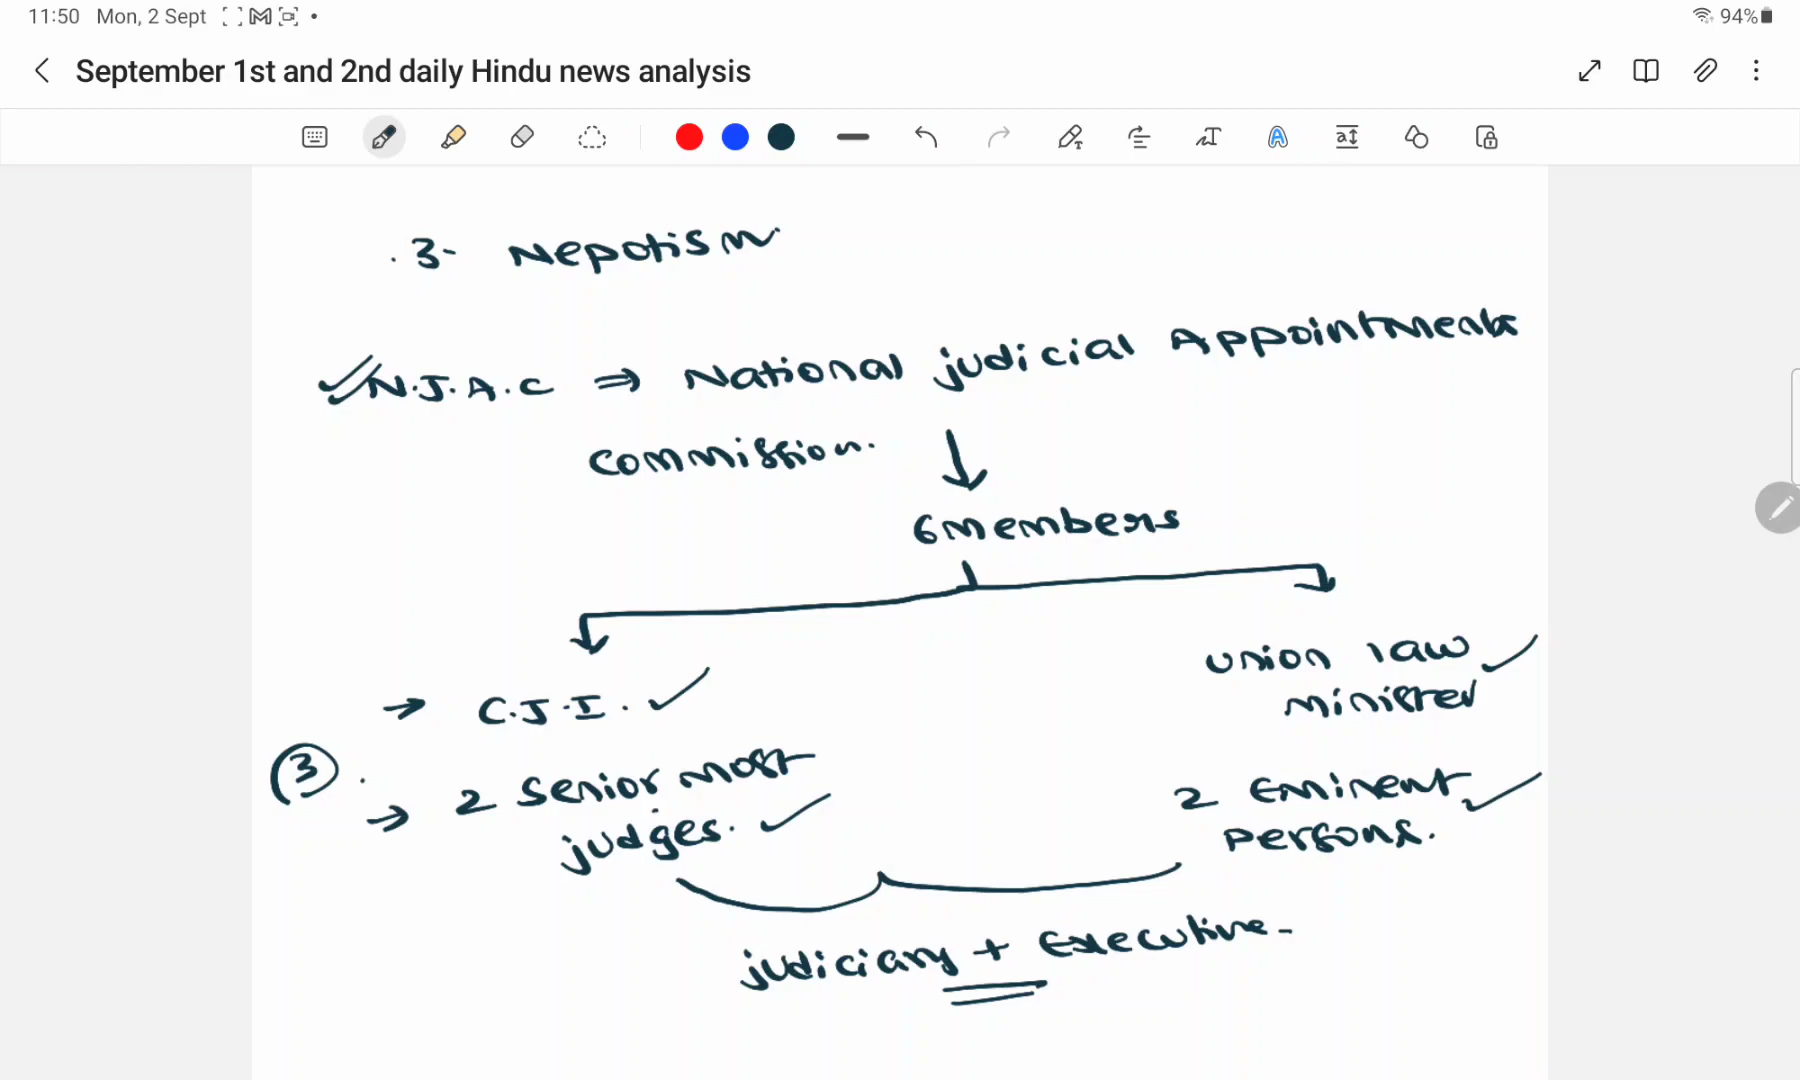 11:50 Mon, 2 Sept
94%
September 1st and 2nd daily Hindu news analysis
3- Nepotism
N.J.A.C ⇒ National judicial Appointments
commission.
6 members
→ C.J.I.
union law
minister
3
→ 2 senior most
judges.
2 Eminent
persons.
judiciary + Executive-